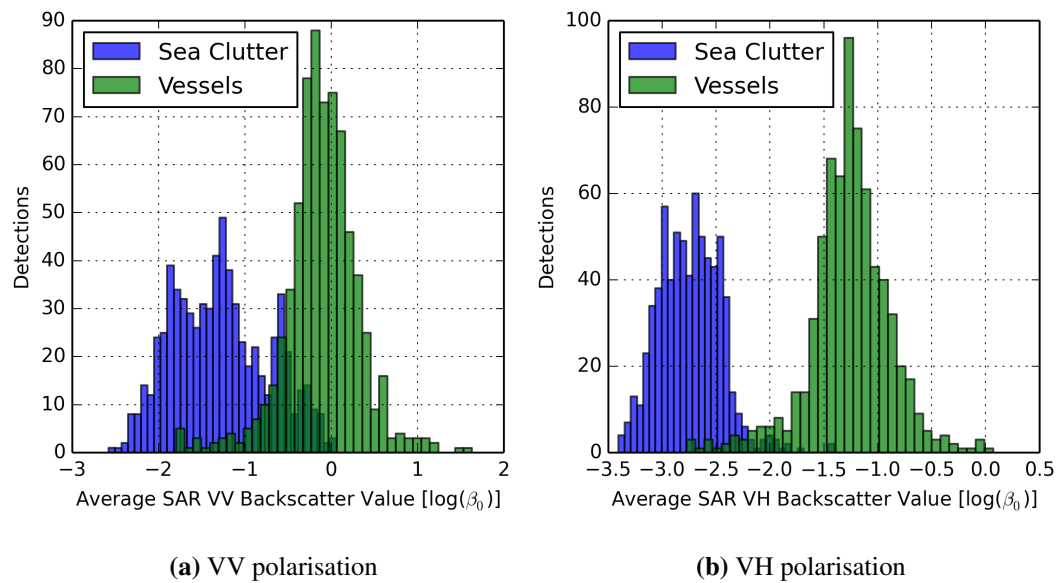 90
80
70
60
50
40
30
20
10
0
Detections
Sea Clutter
Vessels
−3 −2 −1 0 1 2
Average SAR VV Backscatter Value [log(β₀)]
(a) VV polarisation
100
80
60
40
20
0
Detections
Sea Clutter
Vessels
−3.5 −3.0 −2.5 −2.0 −1.5 −1.0 −0.5 0.0 0.5
Average SAR VH Backscatter Value [log(β₀)]
(b) VH polarisation